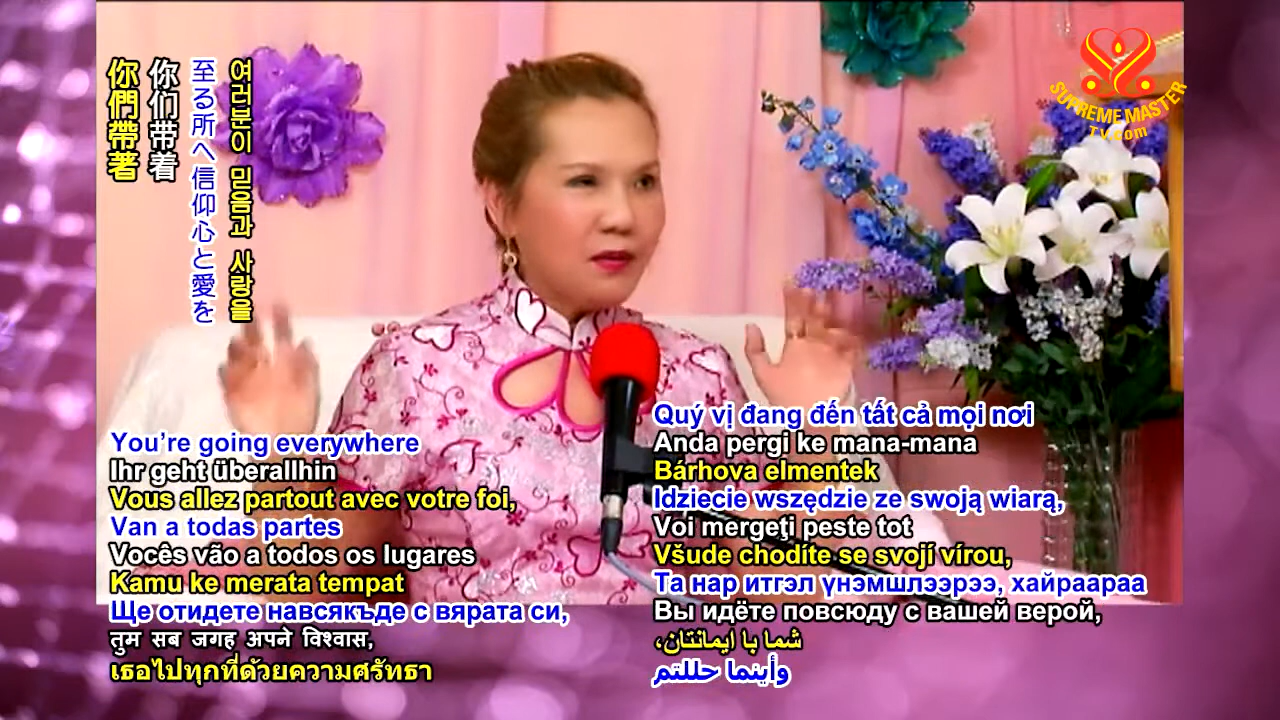 SUPREME MASTER
TV.com
你們帶著
你们带着
至る所へ信仰心と愛を
여러분이 믿음과 사랑을
You’re going everywhere
Ihr geht überallhin
Vous allez partout avec votre foi,
Van a todas partes
Vocês vão a todos os lugares
Kamu ke merata tempat
Ще отидете навсякъде с вярата си,
तुम सब जगह अपने विश्वास,
เธอไปทุกที่ด้วยความศรัทธา
Quý vị đang đến tất cả mọi nơi
Anda pergi ke mana-mana
Bárhova elmentek
Idziecie wszędzie ze swoją wiarą,
Voi mergeţi peste tot
Všude chodíte se svojí vírou,
Та нар итгэл үнэмшлээрээ, хайраараа
Вы идёте повсюду с вашей верой,
شما با ایمانتان،
وأينما حللتم